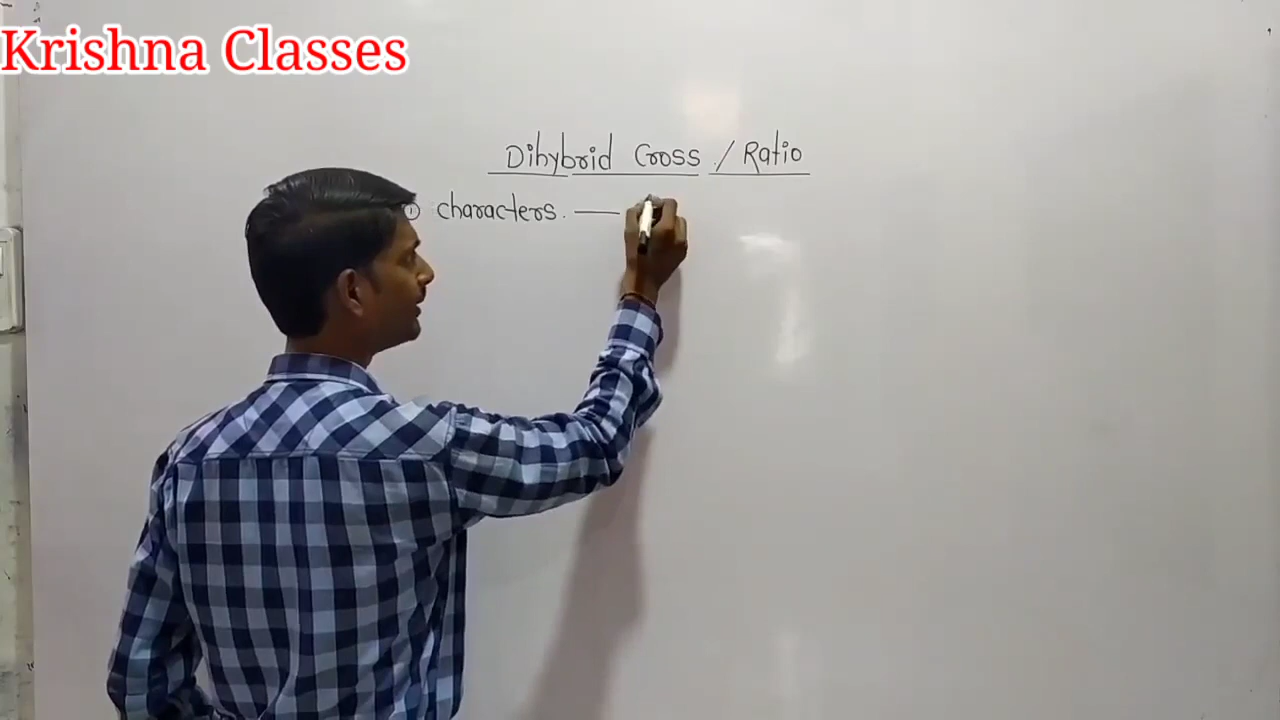 Krishna Classes
Dihybrid Cross / Ratio
① characters. —